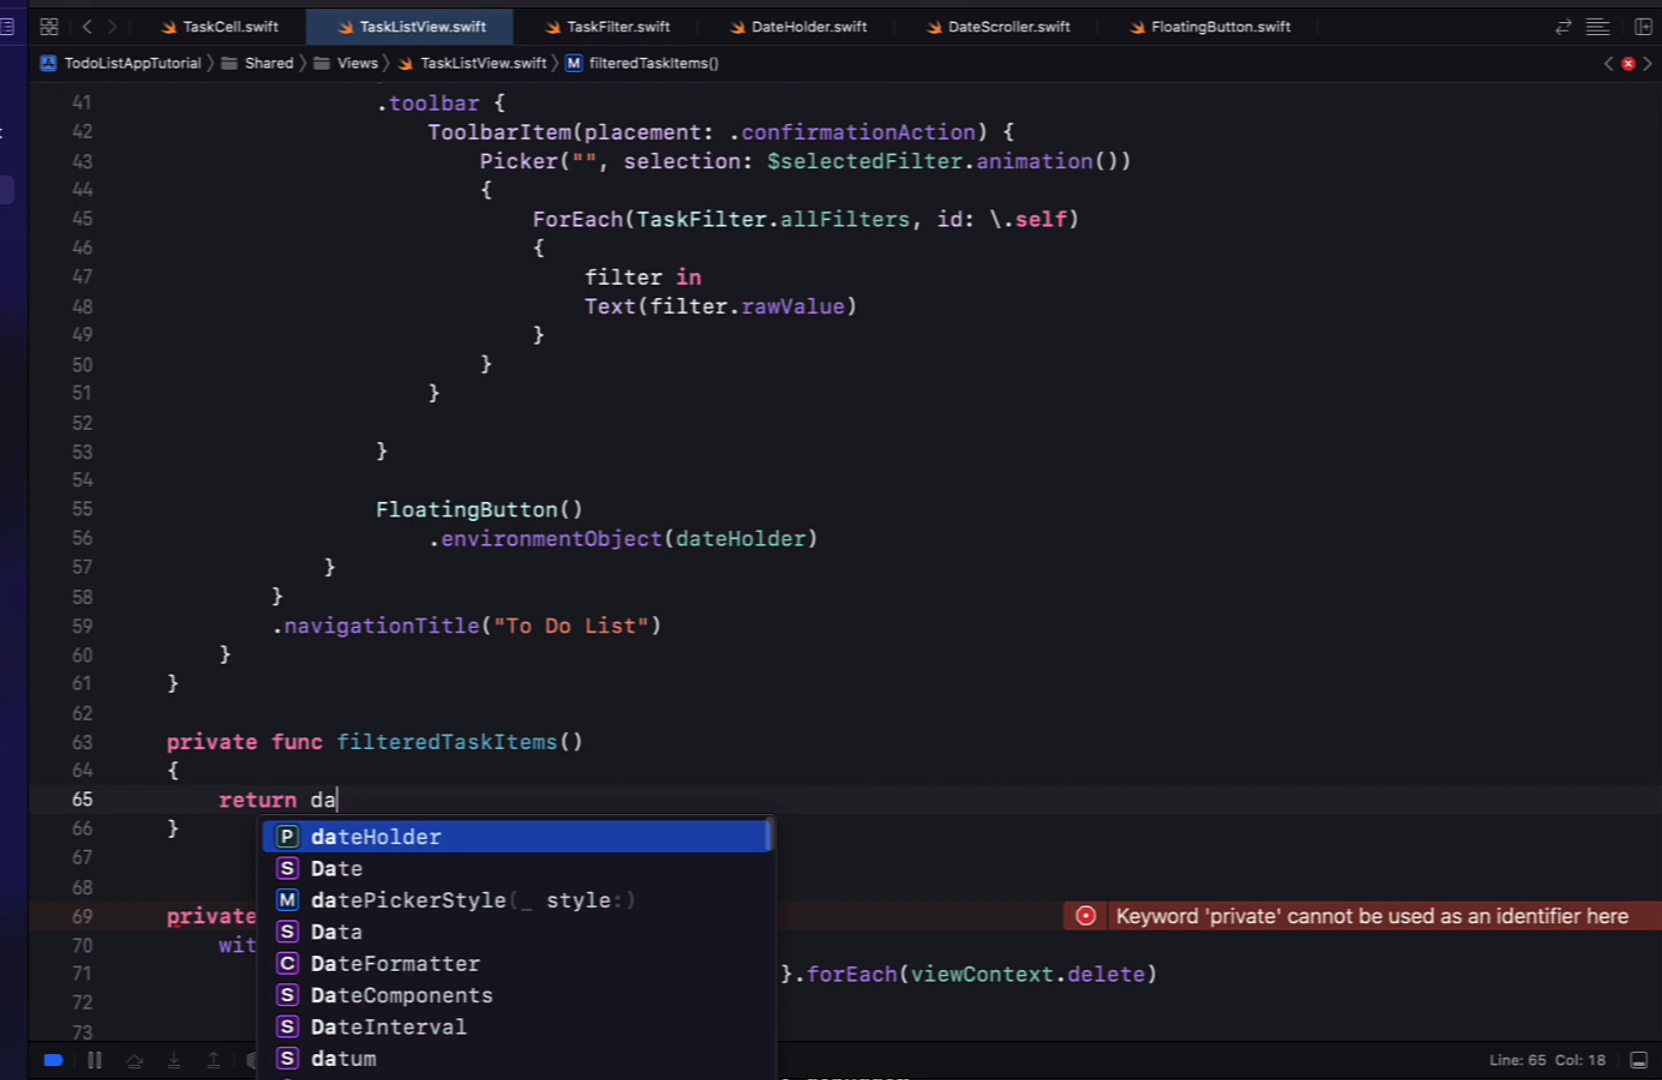 TaskCell.swift TaskListView.swift TaskFilter.swift DateHolder.swift DateScroller.swift FloatingButton.swift
TodoListAppTutorial Shared Views TaskListView.swift M filteredTaskItems()
41 .toolbar {
42 ToolbarItem(placement: .confirmationAction) {
43 Picker("", selection: $selectedFilter.animation())
44 {
45 ForEach(TaskFilter.allFilters, id: \.self)
46 {
47 filter in
48 Text(filter.rawValue)
49 }
50 }
51 }
52
53 }
54
55 FloatingButton()
56 .environmentObject(dateHolder)
57 }
58 }
59 .navigationTitle("To Do List")
60 }
61 }
62
63 private func filteredTaskItems()
64 {
65 return da
66 }
67
68
69 private Keyword 'private' cannot be used as an identifier here
70 wit
71 }.forEach(viewContext.delete)
72
73
P dateHolder
S Date
M datePickerStyle(_ style:)
S Data
C DateFormatter
S DateComponents
S DateInterval
S datum
Line: 65 Col: 18